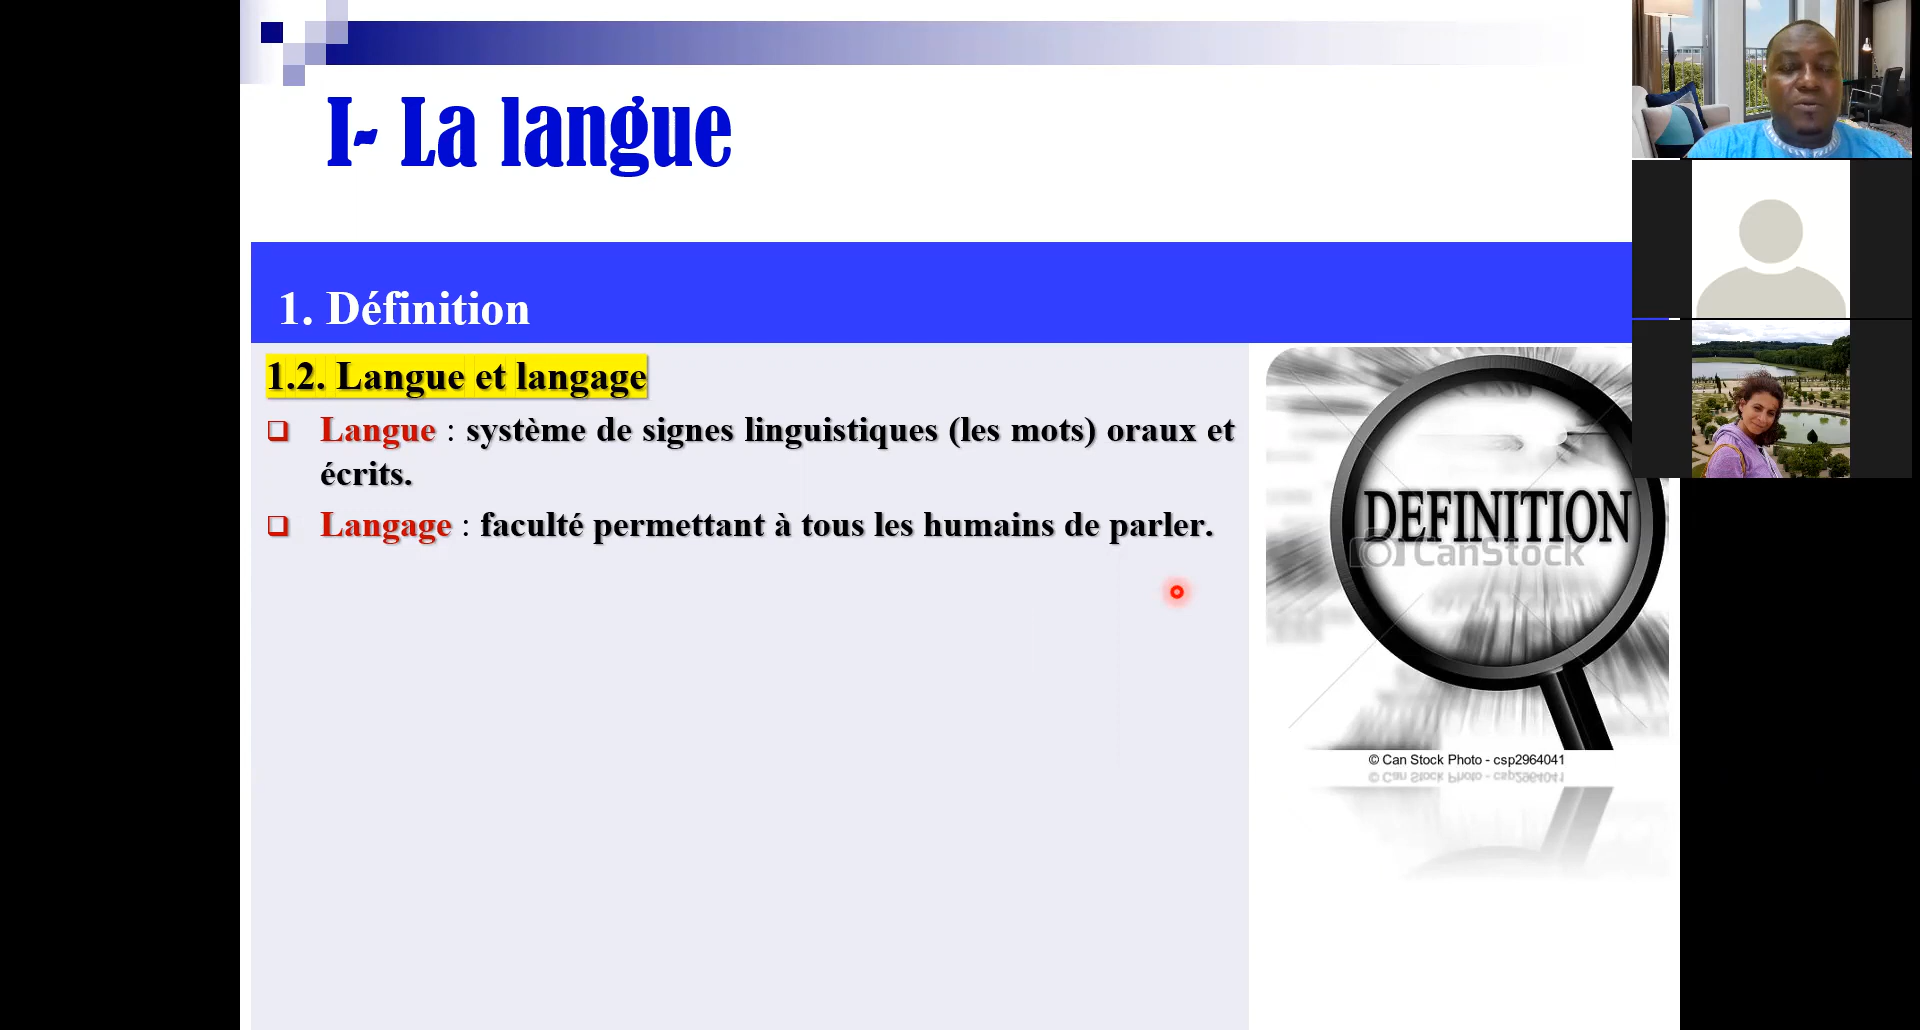 I- La langue
1. Définition
1.2. Langue et langage
❑ Langue : système de signes linguistiques (les mots) oraux et
écrits.
❑ Langage : faculté permettant à tous les humains de parler.
DEFINITION
CanStock
© Can Stock Photo - csp2964041